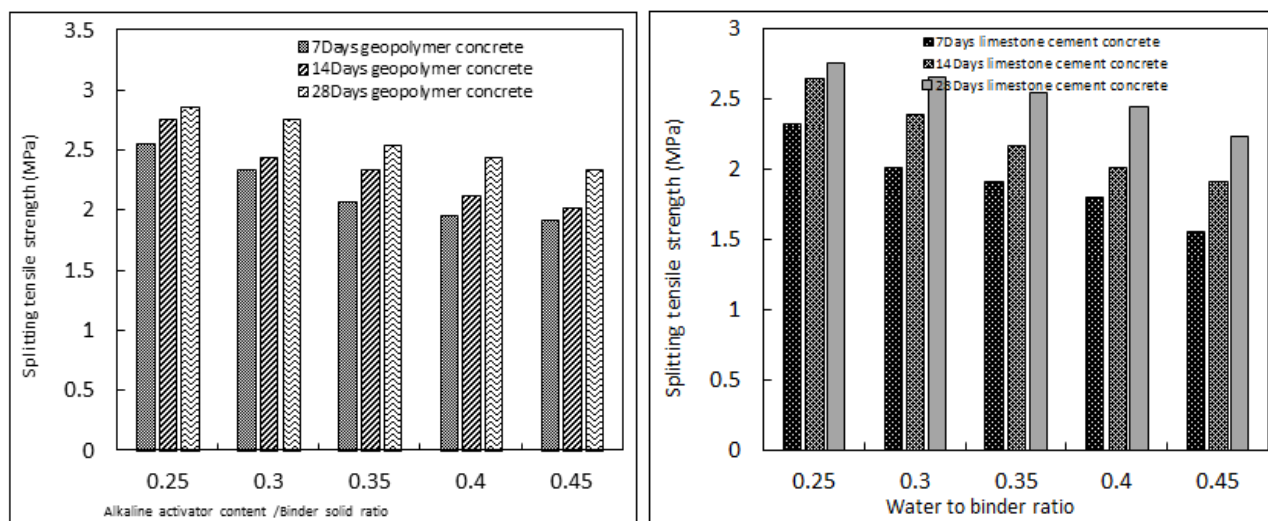 3.5
3
2.5
2
1.5
1
0.5
0
Splitting tensile strength (MPa)
7Days geopolymer concrete
14Days geopolymer concrete
28Days geopolymer concrete
0.25 0.3 0.35 0.4 0.45
Alkaline activator content /Binder solid ratio
3
2.5
2
1.5
1
0.5
0
Splitting tensile strength (MPa)
7Days limestone cement concrete
14Days limestone cement concrete
28Days limestone cement concrete
0.25 0.3 0.35 0.4 0.45
Water to binder ratio